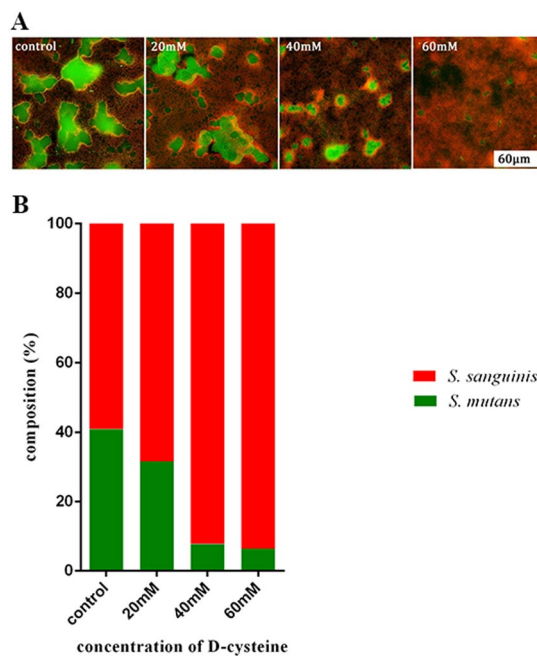 A
control
20mM
40mM
60mM
60μm
B
100
80
60
40
20
0
composition (%)
control
20mM
40mM
60mM
concentration of D-cysteine
S. sanguinis
S. mutans